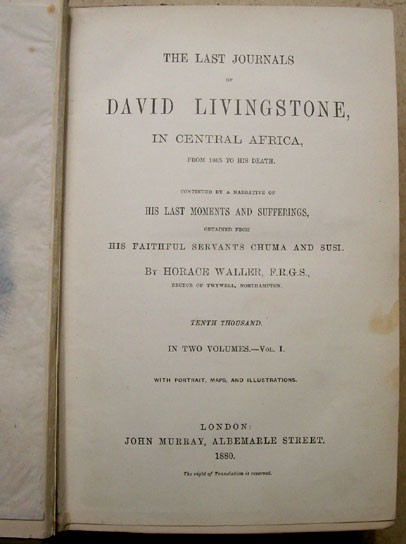 THE LAST JOURNALS
OF
DAVID LIVINGSTONE,
IN CENTRAL AFRICA,
FROM 1865 TO HIS DEATH.
CONTINUED BY A NARRATIVE OF
HIS LAST MOMENTS AND SUFFERINGS,
OBTAINED FROM
HIS FAITHFUL SERVANTS CHUMA AND SUSI.
BY HORACE WALLER, F.R.G.S.,
RECTOR OF TWYWELL, NORTHAMPTON.
TENTH THOUSAND.
IN TWO VOLUMES.—VOL. I.
WITH PORTRAIT, MAPS, AND ILLUSTRATIONS.
LONDON:
JOHN MURRAY, ALBEMARLE STREET.
1880.
The right of Translation is reserved.